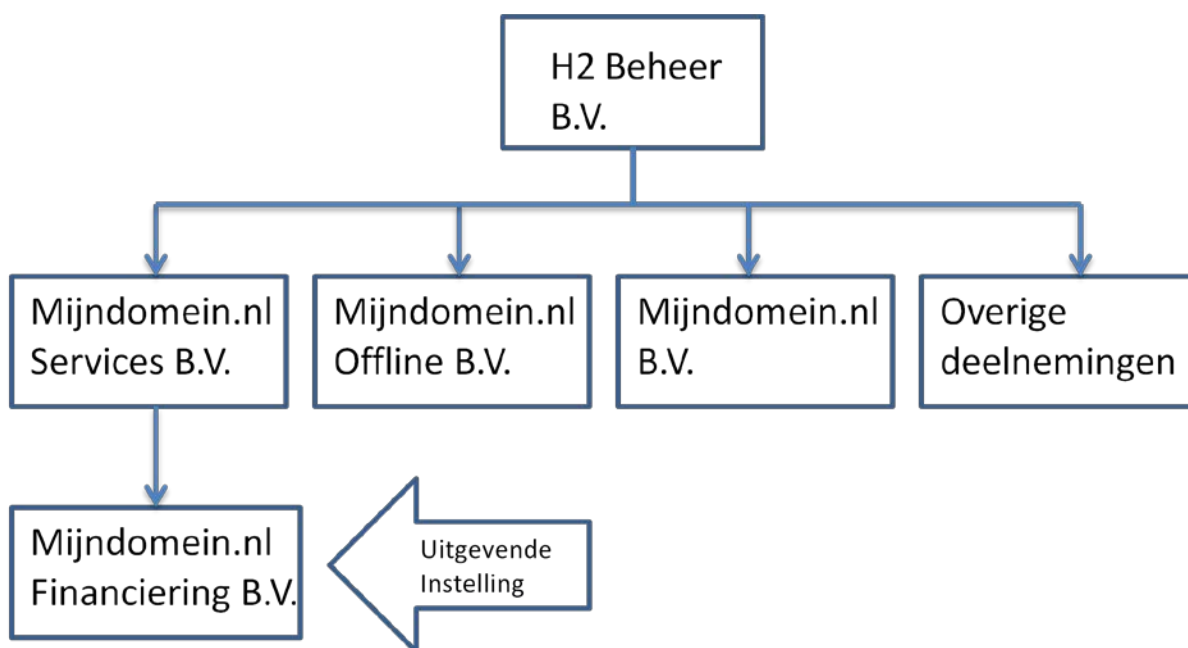 H2 Beheer
B.V.
Mijndomein.nl
Services B.V.
Mijndomein.nl
Offline B.V.
Mijndomein.nl
B.V.
Overige
deelnemingen
Mijndomein.nl
Financiering B.V.
Uitgevende
Instelling